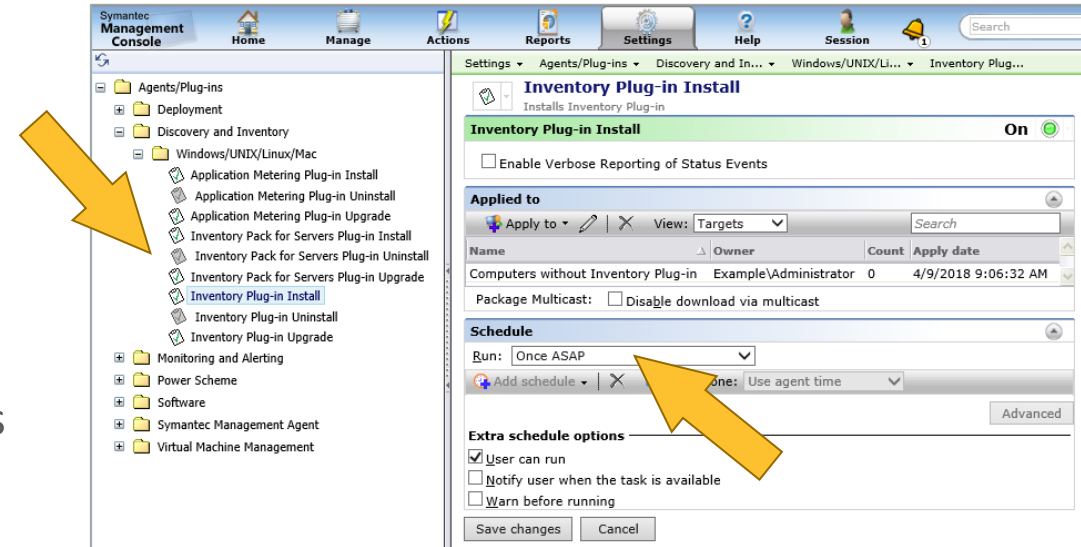 Symantec
Management
Console
Home
Manage
Actions
Reports
Settings
Help
Session
1
Search
Settings Agents/Plug-ins Discovery and In... Windows/UNIX/Li... Inventory Plug...
Agents/Plug-ins
Deployment
Discovery and Inventory
Windows/UNIX/Linux/Mac
Application Metering Plug-in Install
Application Metering Plug-in Uninstall
Application Metering Plug-in Upgrade
Inventory Pack for Servers Plug-in Install
Inventory Pack for Servers Plug-in Uninstall
Inventory Pack for Servers Plug-in Upgrade
Inventory Plug-in Install
Inventory Plug-in Uninstall
Inventory Plug-in Upgrade
Monitoring and Alerting
Power Scheme
Software
Symantec Management Agent
Virtual Machine Management
s
Inventory Plug-in Install
Installs Inventory Plug-in
Inventory Plug-in Install On
Enable Verbose Reporting of Status Events
Applied to
Apply to View: Targets Search
Name Owner Count Apply date
Computers without Inventory Plug-in Example\Administrator 0 4/9/2018 9:06:32 AM
Package Multicast: Disable download via multicast
Schedule
Run: Once ASAP
Add schedule one: Use agent time
Advanced
Extra schedule options
User can run
Notify user when the task is available
Warn before running
Save changes Cancel